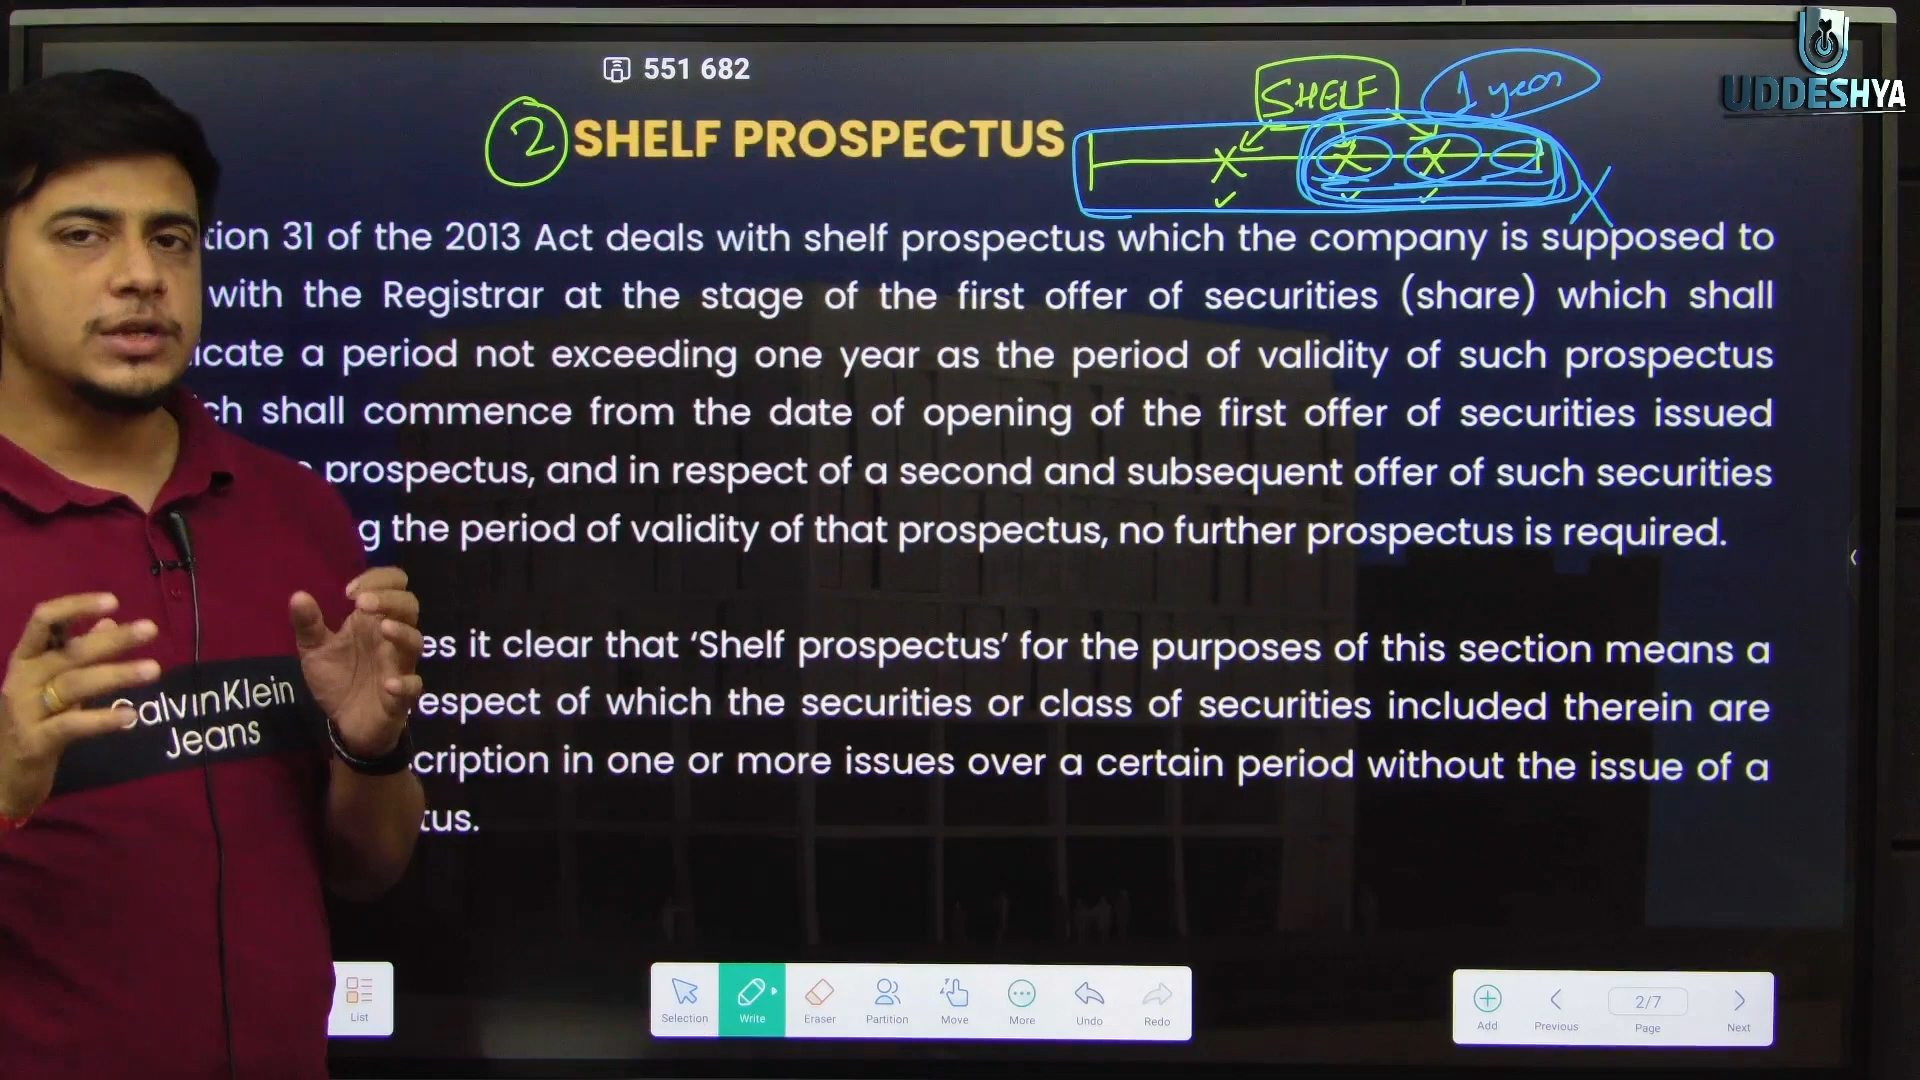 551 682
UDDESHYA
SHELF
1 year
2 SHELF PROSPECTUS
tion 31 of the 2013 Act deals with shelf prospectus which the company is supposed to
with the Registrar at the stage of the first offer of securities (share) which shall
icate a period not exceeding one year as the period of validity of such prospectus
ch shall commence from the date of opening of the first offer of securities issued
prospectus, and in respect of a second and subsequent offer of such securities
g the period of validity of that prospectus, no further prospectus is required.
es it clear that ‘Shelf prospectus’ for the purposes of this section means a
espect of which the securities or class of securities included therein are
cription in one or more issues over a certain period without the issue of a
tus.
CalvinKlein
Jeans
List
Selection
Write
Eraser
Partition
Move
More
Undo
Redo
Add
Previous
2/7
Page
Next